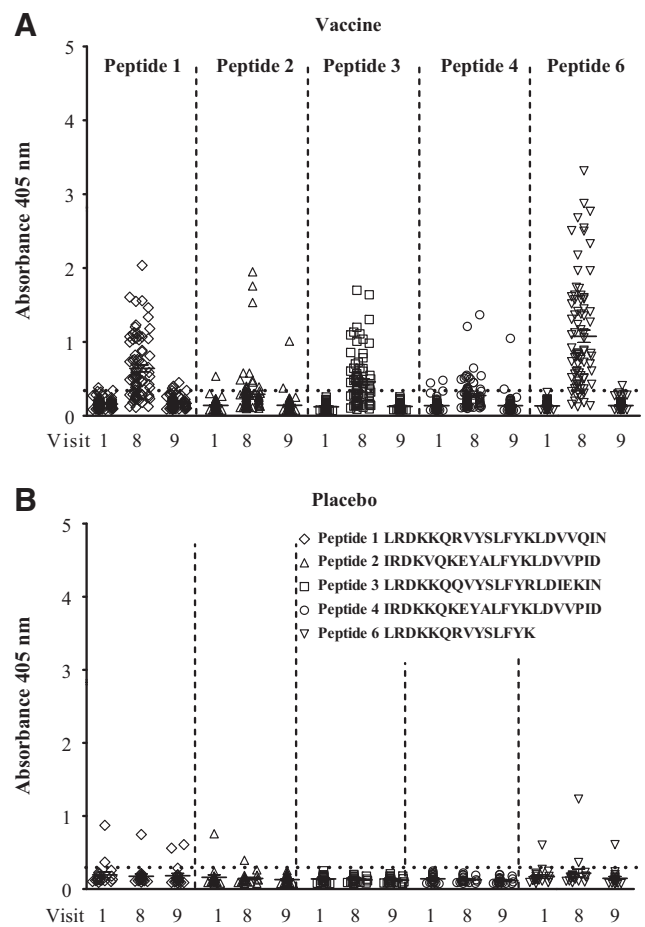 A
Vaccine
5
Peptide 1 Peptide 2 Peptide 3 Peptide 4 Peptide 6
4
3
2
1
0
Absorbance 405 nm
Visit 1 8 9 1 8 9 1 8 9 1 8 9 1 8 9
B
Placebo
5
Peptide 1 LRDKKQRVYSLFYKLDVVQIN
Peptide 2 IRDKVQKEYALFYKLDVVPID
4
Peptide 3 LRDKKQQVYSLFYRLDIEKIN
Peptide 4 IRDKKQKEYALFYKLDVVPID
Peptide 6 LRDKKQRVYSLFYK
3
2
1
0
Absorbance 405 nm
Visit 1 8 9 1 8 9 1 8 9 1 8 9 1 8 9